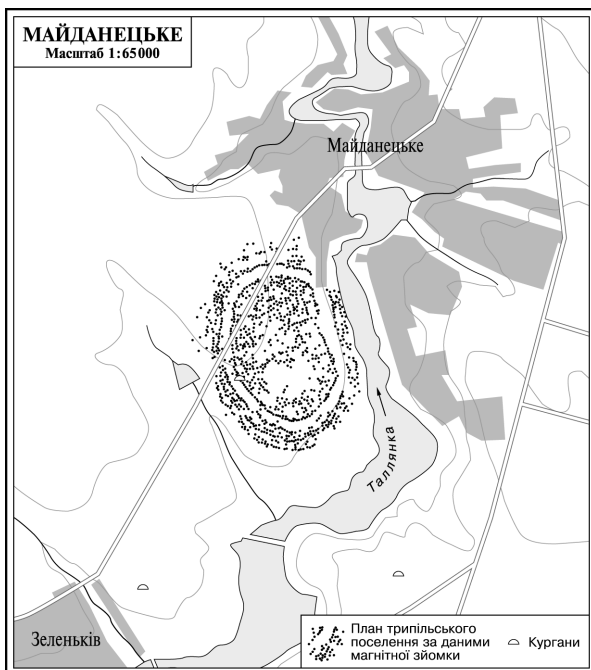 МАЙДАНЕЦЬКЕ
Масштаб 1:65000
Майданецьке
Таллянка
Зеленьків
План трипільського
поселення за даними
магнітної зйомки
Кургани